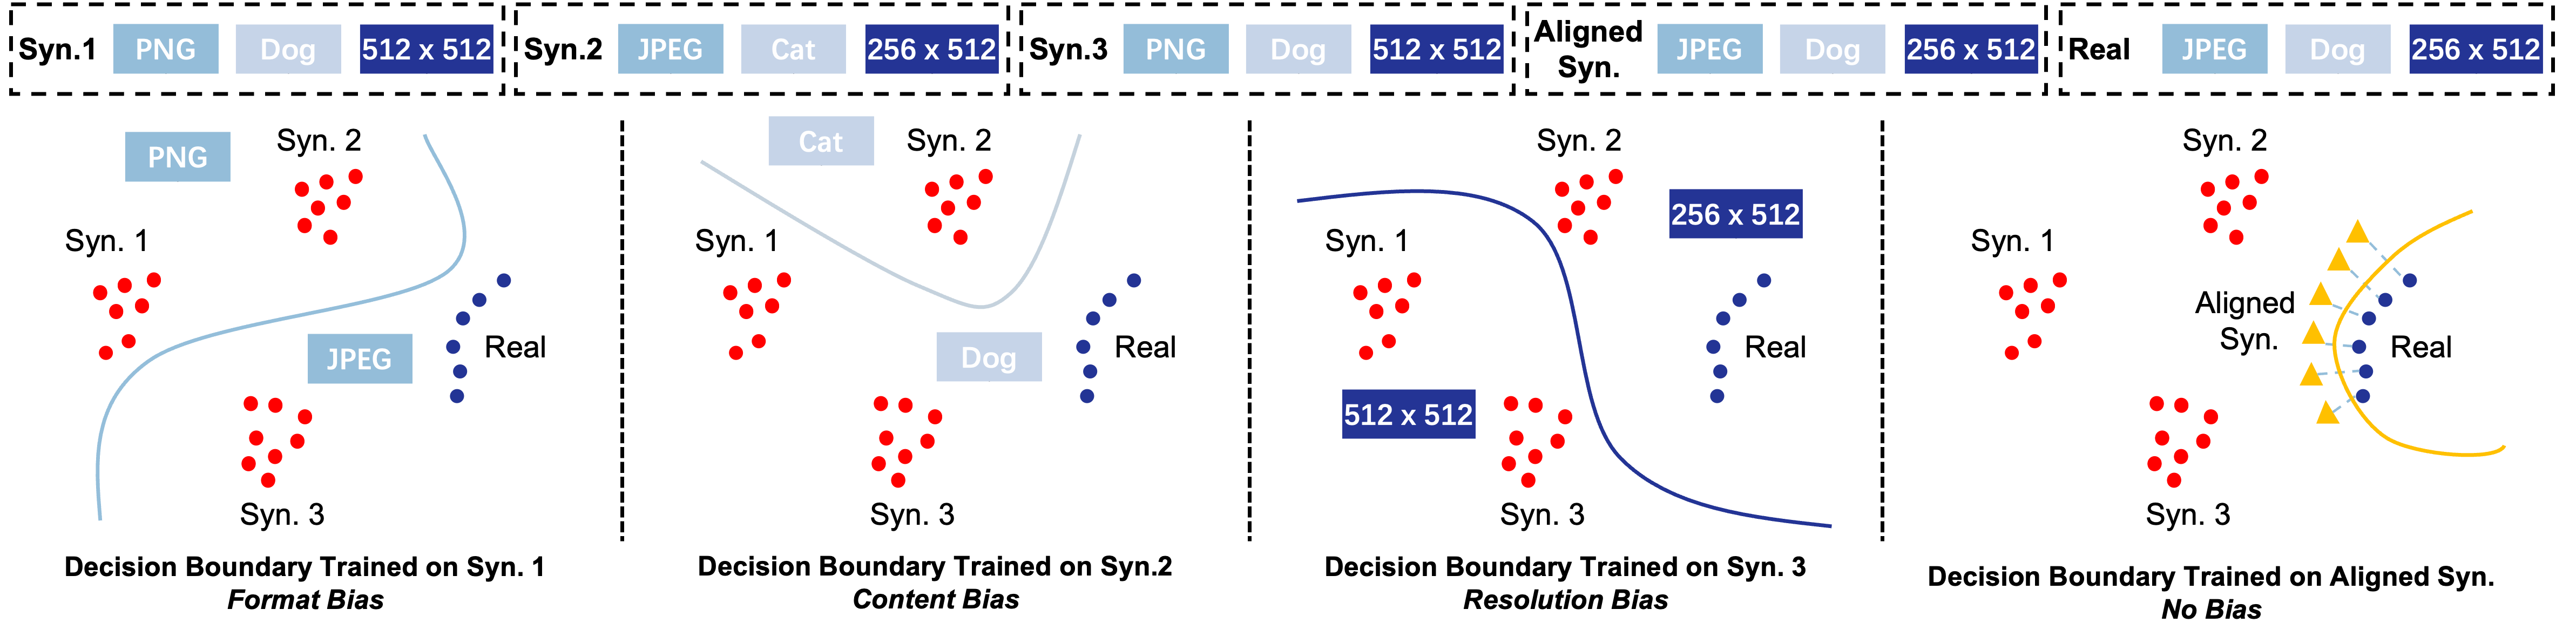 Syn.1 PNG Dog 512 x 512
Syn.2 JPEG Cat 256 x 512
Syn.3 PNG Dog 512 x 512
Aligned
Syn.
JPEG Dog 256 x 512
Real JPEG Dog 256 x 512
PNG
Syn. 2
Syn. 1
JPEG
Real
Syn. 3
Decision Boundary Trained on Syn. 1
Format Bias
Cat
Syn. 2
Syn. 1
Dog
Real
Syn. 3
Decision Boundary Trained on Syn.2
Content Bias
Syn. 2
256 x 512
Syn. 1
Real
512 x 512
Syn. 3
Decision Boundary Trained on Syn. 3
Resolution Bias
Syn. 2
Syn. 1
Aligned
Syn.
Real
Syn. 3
Decision Boundary Trained on Aligned Syn.
No Bias